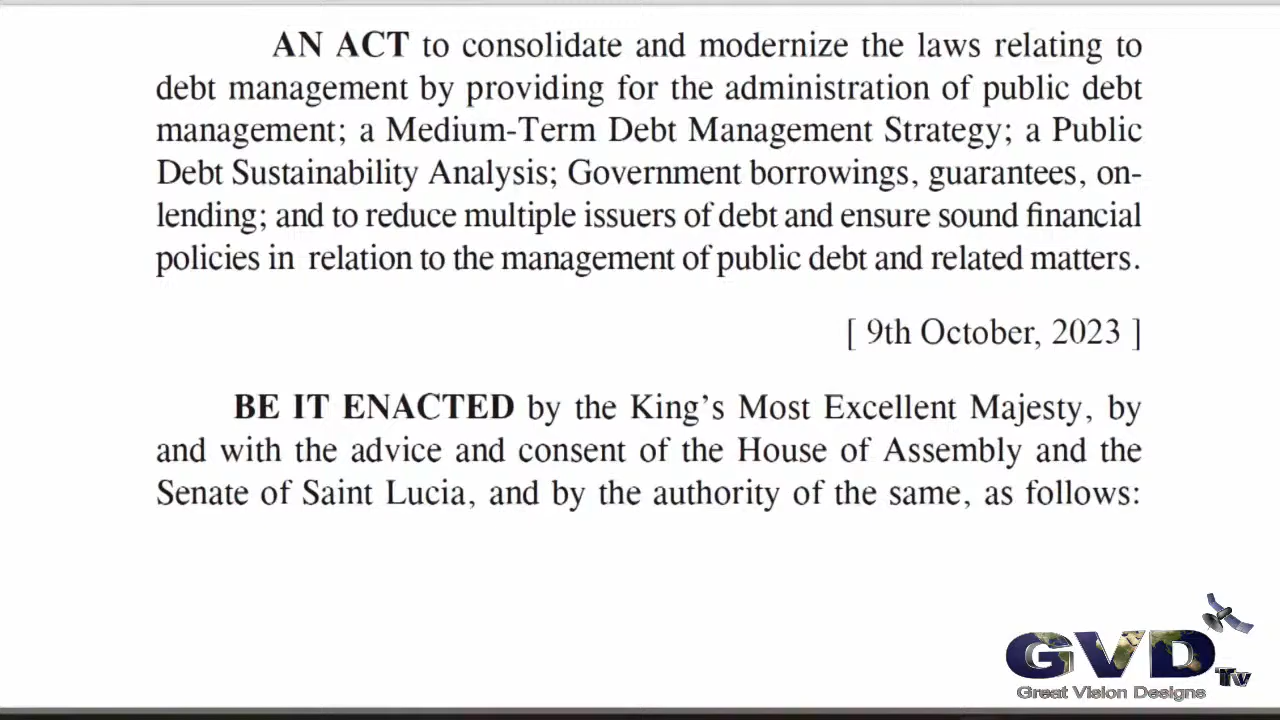 AN ACT to consolidate and modernize the laws relating to
debt management by providing for the administration of public debt
management; a Medium-Term Debt Management Strategy; a Public
Debt Sustainability Analysis; Government borrowings, guarantees, on-
lending; and to reduce multiple issuers of debt and ensure sound financial
policies in relation to the management of public debt and related matters.
[ 9th October, 2023 ]
BE IT ENACTED by the King’s Most Excellent Majesty, by
and with the advice and consent of the House of Assembly and the
Senate of Saint Lucia, and by the authority of the same, as follows:
GVD
Tv
Great Vision Designs